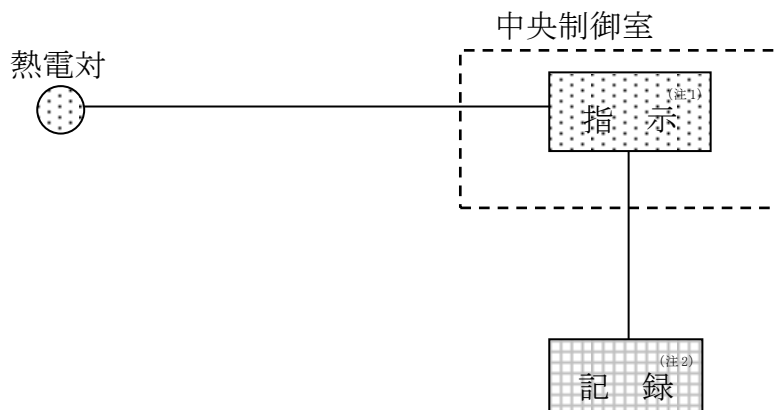 中央制御室
熱電対
(注1)
指　示
(注2)
記　録